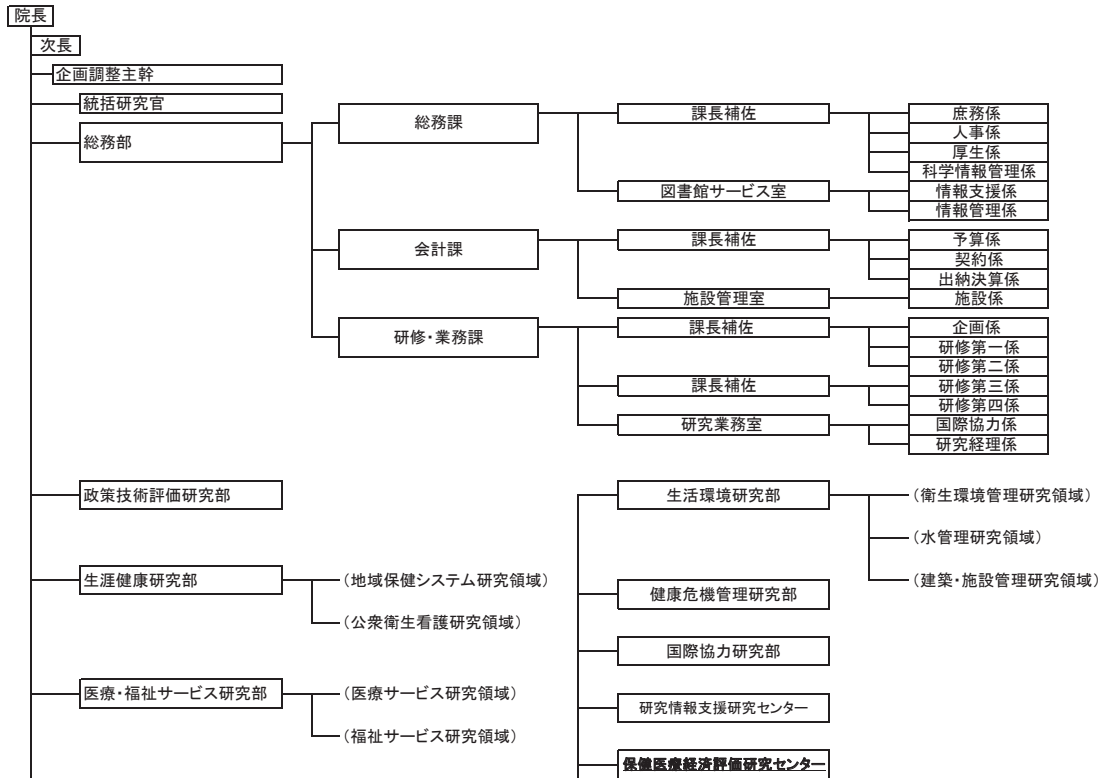 院長
次長
企画調整主幹
統括研究官
総務部
総務課
課長補佐
庶務係
人事係
厚生係
科学情報管理係
図書館サービス室
情報支援係
情報管理係
会計課
課長補佐
予算係
契約係
出納決算係
施設管理室
施設係
研修・業務課
課長補佐
企画係
研修第一係
研修第二係
課長補佐
研修第三係
研修第四係
研究業務室
国際協力係
研究経理係
政策技術評価研究部
生涯健康研究部
（地域保健システム研究領域）
（公衆衛生看護研究領域）
医療・福祉サービス研究部
（医療サービス研究領域）
（福祉サービス研究領域）
生活環境研究部
（衛生環境管理研究領域）
（水管理研究領域）
（建築・施設管理研究領域）
健康危機管理研究部
国際協力研究部
研究情報支援研究センター
保健医療経済評価研究センター